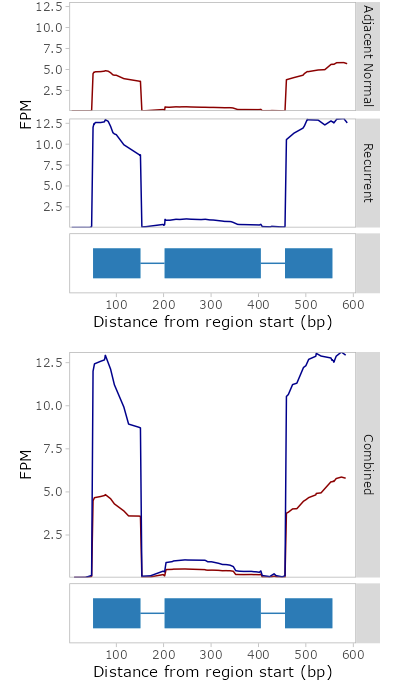 12.5
10.0
7.5
5.0
2.5
Adjacent Normal
FPM
12.5
10.0
7.5
5.0
2.5
Recurrent
100 200 300 400 500 600
Distance from region start (bp)
12.5
10.0
7.5
5.0
2.5
FPM
Combined
100 200 300 400 500 600
Distance from region start (bp)